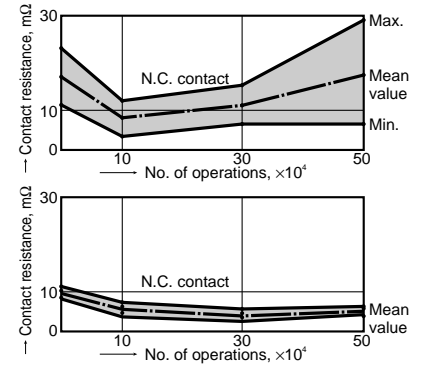 → Contact resistance, mΩ
30
10
0
N.C. contact
Max.
Mean
value
Min.
10
30
50
→ No. of operations, ×10⁴
→ Contact resistance, mΩ
30
10
0
N.C. contact
Mean
value
10
30
50
→ No. of operations, ×10⁴